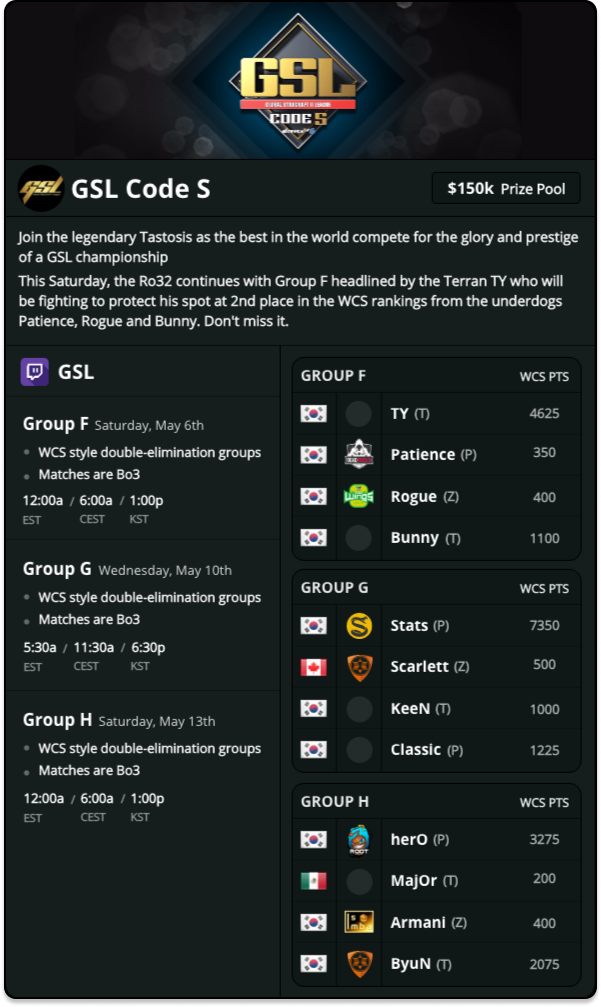 GSL
GLOBAL STARCRAFT II LEAGUE
CODE S
GSL
GSL Code S
$150k Prize Pool
Join the legendary Tastosis as the best in the world compete for the glory and prestige
of a GSL championship
This Saturday, the Ro32 continues with Group F headlined by the Terran TY who will
be fighting to protect his spot at 2nd place in the WCS rankings from the underdogs
Patience, Rogue and Bunny. Don't miss it.
GSL
Group F Saturday, May 6th
WCS style double-elimination groups
Matches are Bo3
12:00a / 6:00a / 1:00p
EST CEST KST
Group G Wednesday, May 10th
WCS style double-elimination groups
Matches are Bo3
5:30a / 11:30a / 6:30p
EST CEST KST
Group H Saturday, May 13th
WCS style double-elimination groups
Matches are Bo3
12:00a / 6:00a / 1:00p
EST CEST KST
GROUP F WCS PTS
TY (T) 4625
Patience (P) 350
Wings
Rogue (Z) 400
Bunny (T) 1100
GROUP G WCS PTS
Stats (P) 7350
Scarlett (Z) 500
KeeN (T) 1000
Classic (P) 1225
GROUP H WCS PTS
ROOT
herO (P) 3275
MajOr (T) 200
Armani (Z) 400
ByuN (T) 2075